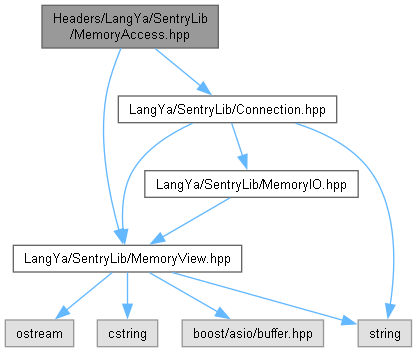 Headers/LangYa/SentryLib
/MemoryAccess.hpp
LangYa/SentryLib/Connection.hpp
LangYa/SentryLib/MemoryIO.hpp
LangYa/SentryLib/MemoryView.hpp
ostream
cstring
boost/asio/buffer.hpp
string